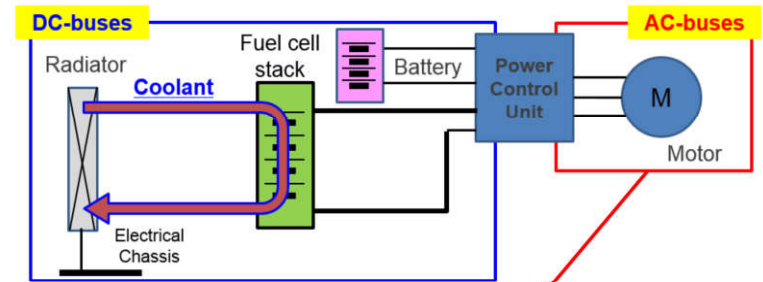 DC-buses
AC-buses
Radiator
Coolant
Fuel cell
stack
Battery
Power
Control
Unit
M
Motor
Electrical
Chassis